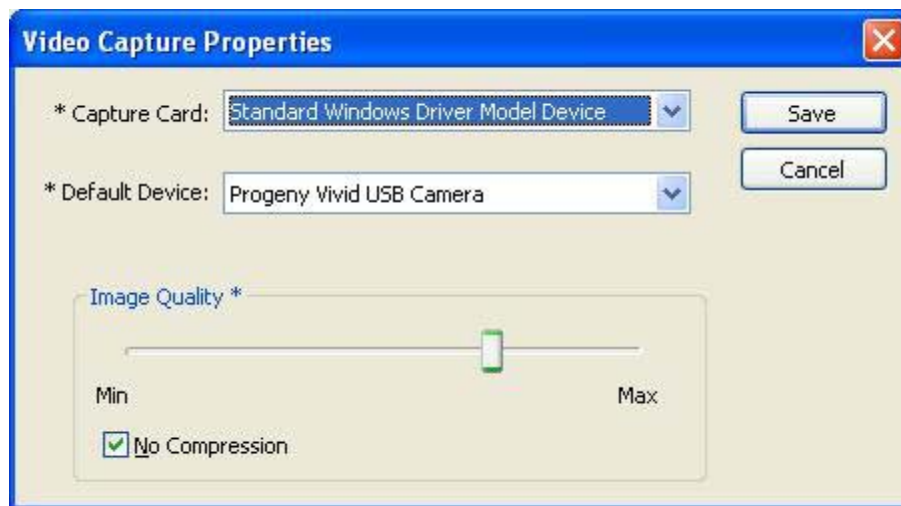 Video Capture Properties
* Capture Card: Standard Windows Driver Model Device Save
Cancel
* Default Device: Progeny Vivid USB Camera
Image Quality *
Min Max
No Compression